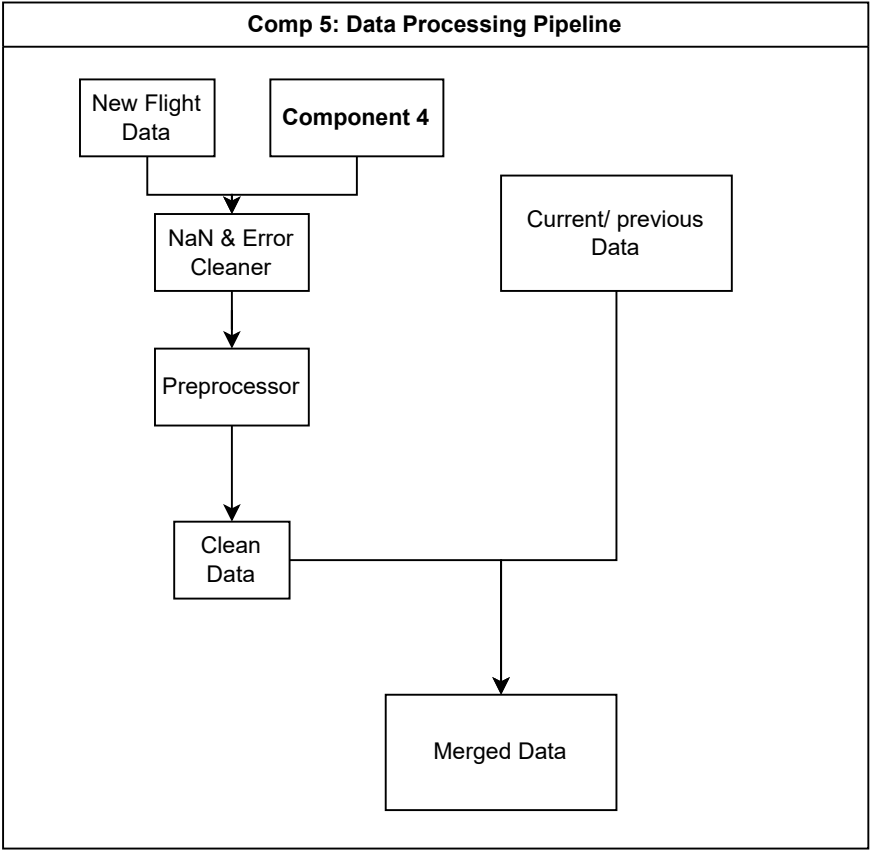 Comp 5: Data Processing Pipeline
New Flight
Data
Component 4
Current/ previous
Data
NaN & Error
Cleaner
Preprocessor
Clean
Data
Merged Data